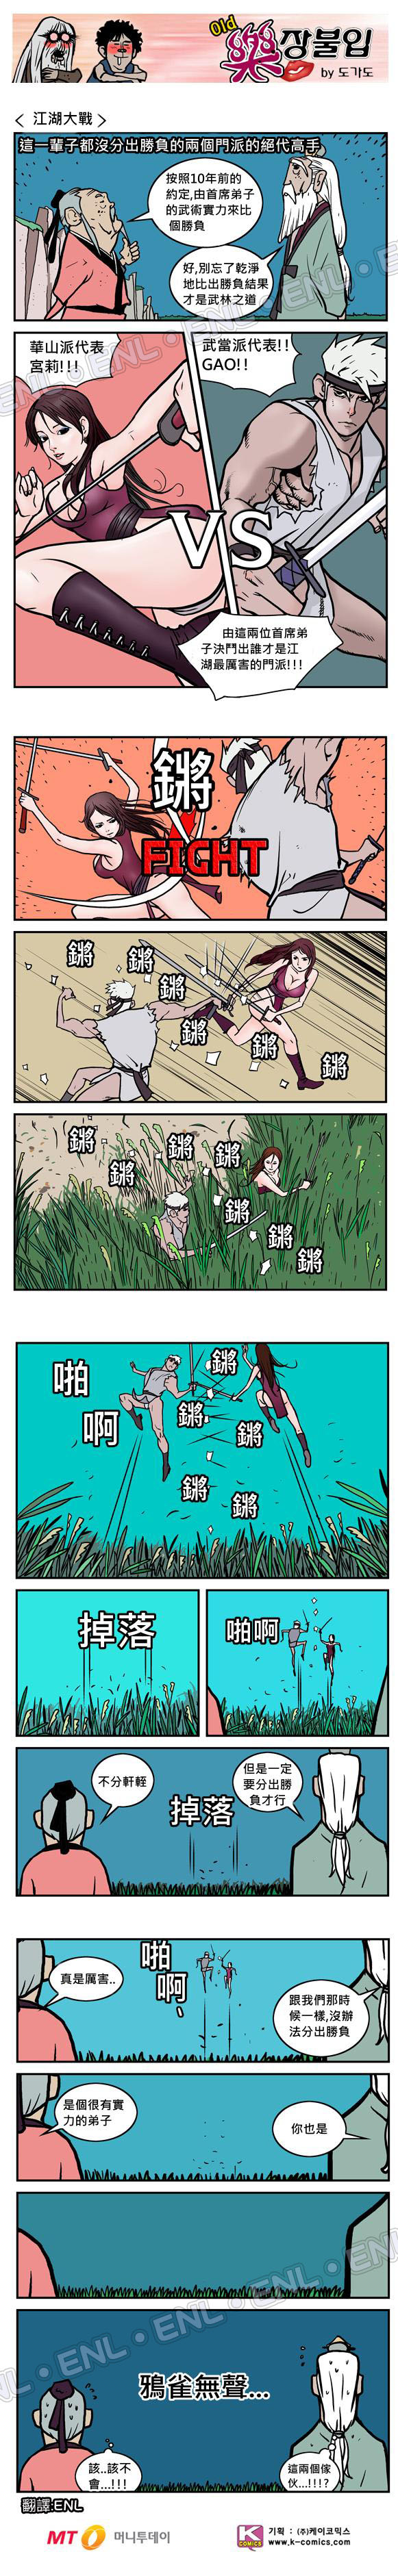 Old
樂장불입
by 도가도
< 江湖大戰 >
這一輩子都沒分出勝負的兩個門派的絕代高手
按照10年前的
約定,由首席弟子
的武術實力來比
個勝負
好,別忘了乾淨
地比出勝負結果
才是武林之道
ENL • ENL • ENL • ENL
華山派代表
宮莉!!!
武當派代表!!
GAO!!
VS
由這兩位首席弟
子決鬥出誰才是江
湖最厲害的門派!!!
鏘
FIGHT
鏘
鏘
鏘
鏘
鏘
鏘
鏘
鏘
鏘
鏘
鏘
鏘
鏘
啪
啊
鏘
鏘
鏘
鏘
鏘
掉落
啪啊
不分軒輊
但是一定
要分出勝
負才行
掉落
真是厲害..
啪
啊、
跟我們那時
候一樣,沒辦
法分出勝負
是個很有實
力的弟子
你也是
ENL • ENL • ENL • ENL
鴉雀無聲...
該..該不
會...!!!
這兩個傢
伙...!!!?
翻譯:ENL
MT 머니투데이
K COMICS
기획 : (주)케이코믹스
www.k-comics.com